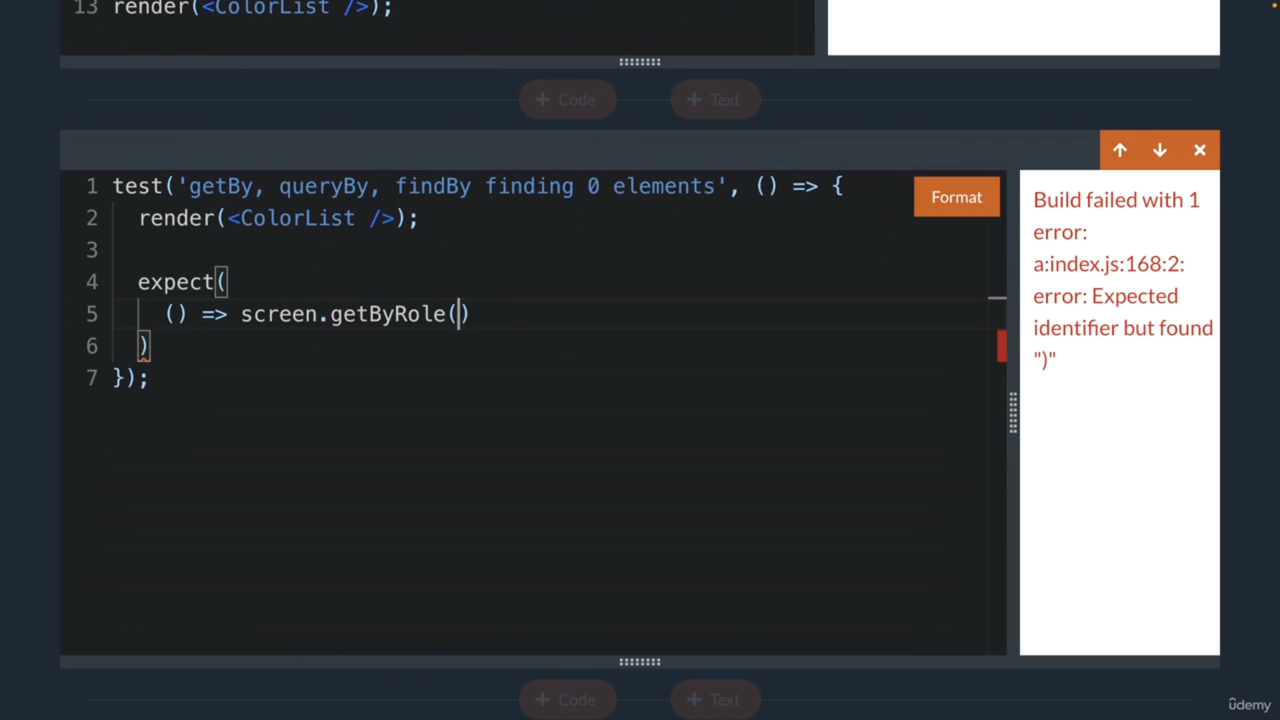 13 render(<ColorList />);
+ Code + Text
1 test('getBy, queryBy, findBy finding 0 elements', () => {
2 render(<ColorList />);
3
4 expect(
5 () => screen.getByRole()
6 )
7 });
Format
Build failed with 1
error:
a:index.js:168:2:
error: Expected
identifier but found
")"
+ Code + Text
ûdemy